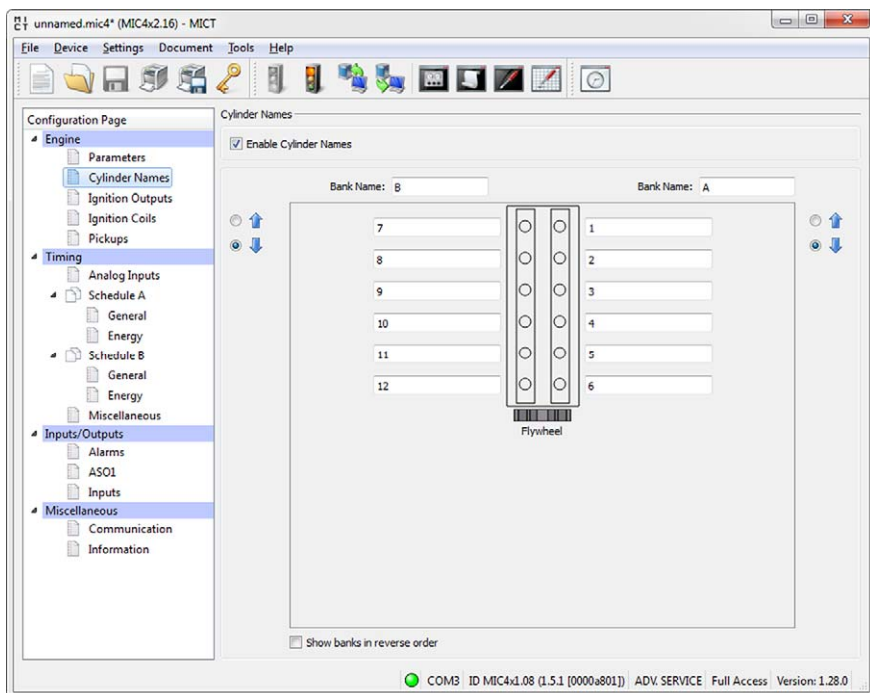 unnamed.mic4* (MIC4x2.16) - MICT
File Device Settings Document Tools Help
Configuration Page
Engine
Parameters
Cylinder Names
Ignition Outputs
Ignition Coils
Pickups
Timing
Analog Inputs
Schedule A
General
Energy
Schedule B
General
Energy
Miscellaneous
Inputs/Outputs
Alarms
ASO1
Inputs
Miscellaneous
Communication
Information
Cylinder Names
Enable Cylinder Names
Bank Name: B
Bank Name: A
7 1
8 2
9 3
10 4
11 5
12 6
Flywheel
Show banks in reverse order
COM3 ID MIC4x1.08 (1.5.1 [0000a801]) ADV. SERVICE Full Access Version: 1.28.0